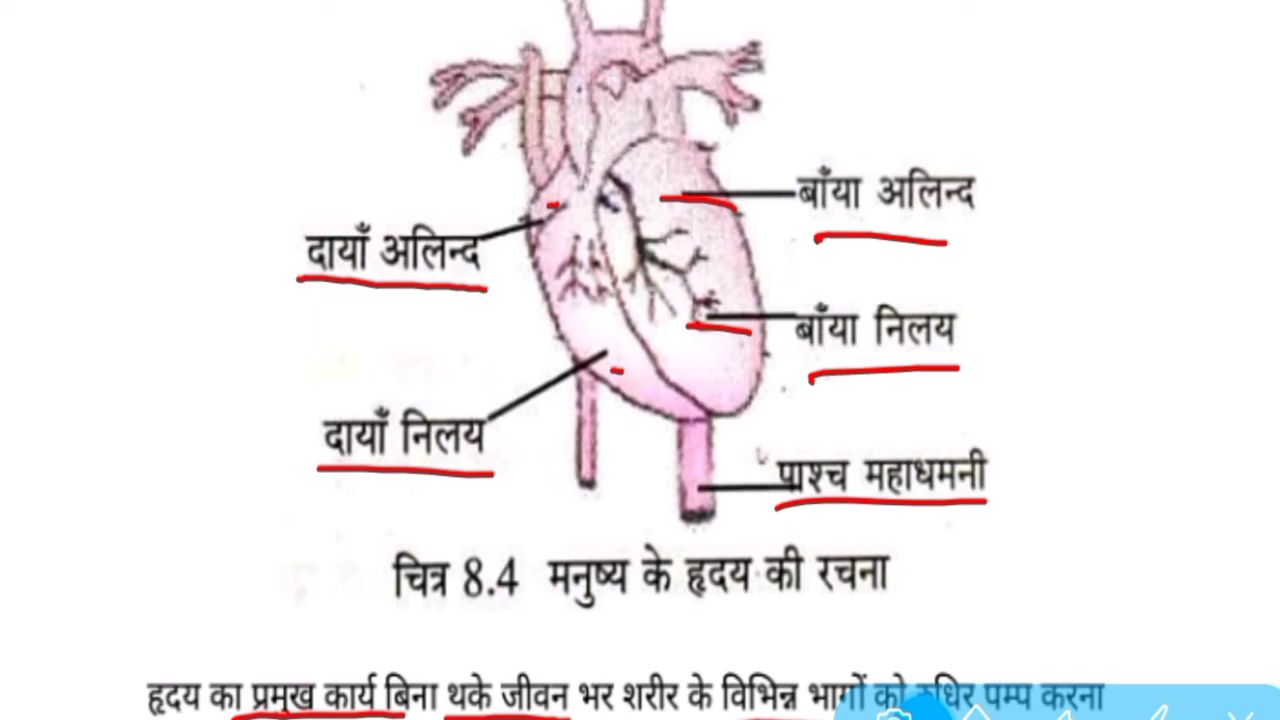 बाँया अलिन्द
दायाँ अलिन्द
बाँया निलय
दायाँ निलय
पाश्च महाधमनी
चित्र 8.4 मनुष्य के हृदय की रचना
हृदय का प्रमुख कार्य बिना थके जीवन भर शरीर के विभिन्न भागों को रुधिर पम्प करना